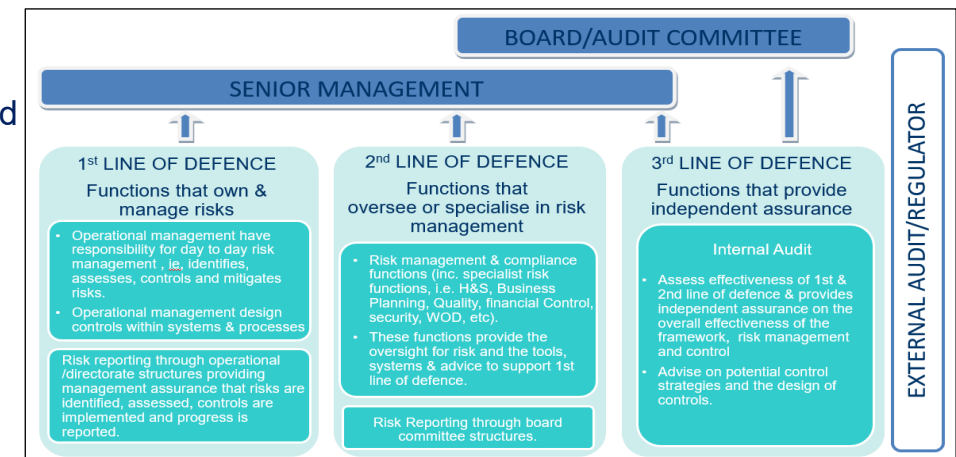 BOARD/AUDIT COMMITTEE
SENIOR MANAGEMENT
d
1st LINE OF DEFENCE
Functions that own &
manage risks
• Operational management have
responsibility for day to day risk
management , ie, identifies,
assesses, controls and mitigates
risks.
• Operational management design
controls within systems & processes
Risk reporting through operational
/directorate structures providing
management assurance that risks are
identified, assessed, controls are
implemented and progress is
reported.
2nd LINE OF DEFENCE
Functions that
oversee or specialise in risk
management
• Risk management & compliance
functions (inc. specialist risk
functions, i.e. H&S, Business
Planning, Quality, financial Control,
security, WOD, etc).
• These functions provide the
oversight for risk and the tools,
systems & advice to support 1st
line of defence.
Risk Reporting through board
committee structures.
3rd LINE OF DEFENCE
Functions that provide
independent assurance
Internal Audit
• Assess effectiveness of 1st &
2nd line of defence & provides
independent assurance on the
overall effectiveness of the
framework, risk management
and control
• Advise on potential control
strategies and the design of
controls.
EXTERNAL AUDIT/REGULATOR